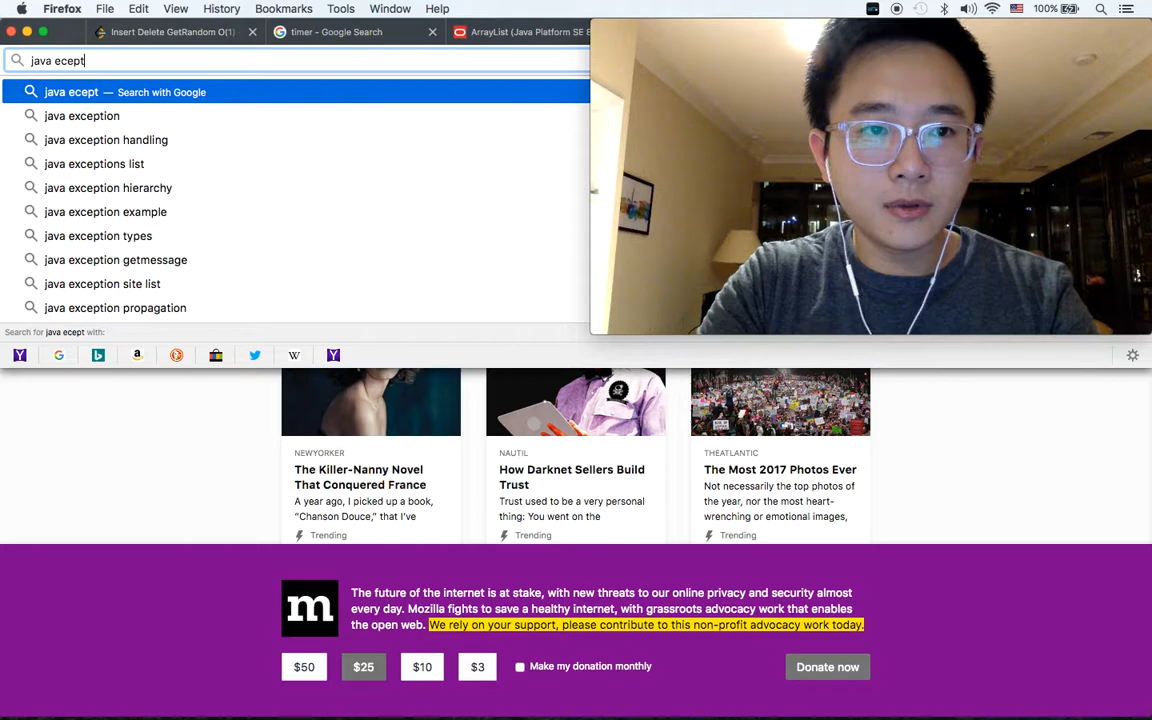 Firefox File Edit View History Bookmarks Tools Window Help 100%
Insert Delete GetRandom O(1) timer - Google Search ArrayList (Java Platform SE 8
java ecept
java ecept — Search with Google
java exception
java exception handling
java exceptions list
java exception hierarchy
java exception example
java exception types
java exception getmessage
java exception site list
java exception propagation
Search for java ecept with:
NEWYORKER
The Killer-Nanny Novel
That Conquered France
A year ago, I picked up a book,
“Chanson Douce,” that I’ve
Trending
NAUTIL
How Darknet Sellers Build
Trust
Trust used to be a very personal
thing: You went on the
Trending
THEATLANTIC
The Most 2017 Photos Ever
Not necessarily the top photos of
the year, nor the most heart-
wrenching or emotional images,
Trending
m
The future of the internet is at stake, with new threats to our online privacy and security almost
every day. Mozilla fights to save a healthy internet, with grassroots advocacy work that enables
the open web. We rely on your support, please contribute to this non-profit advocacy work today.
$50 $25 $10 $3 Make my donation monthly Donate now